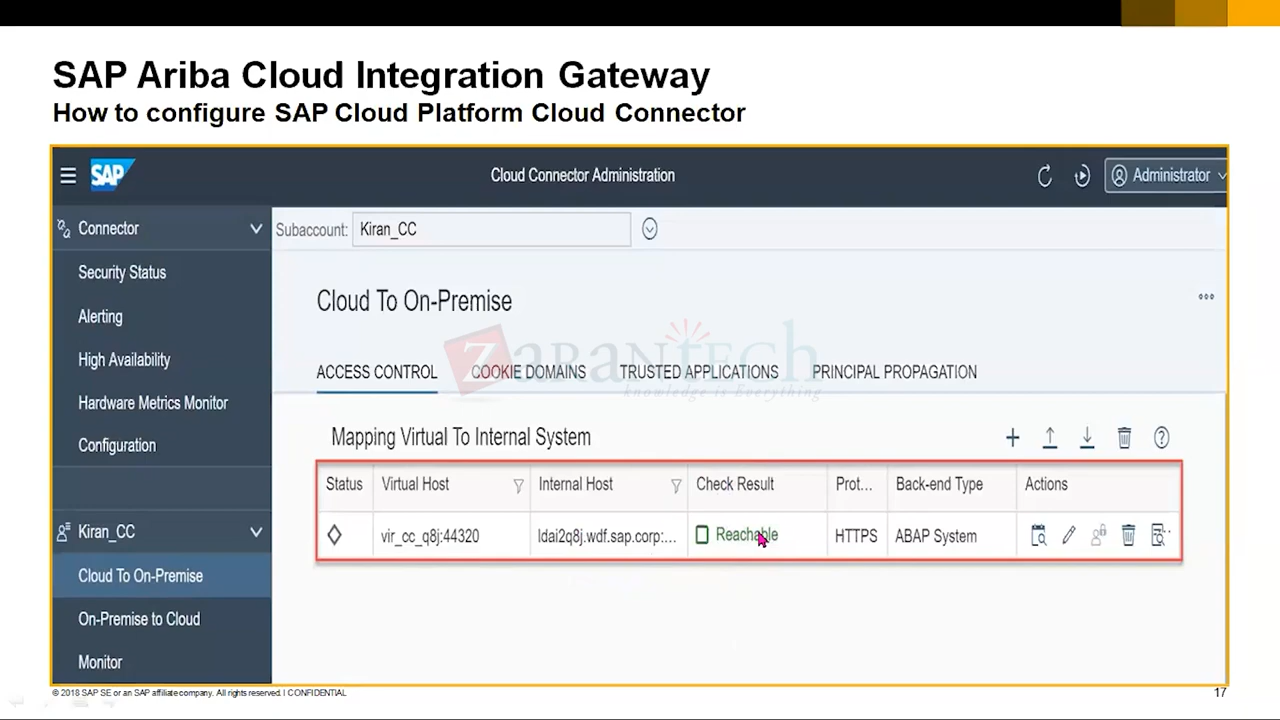 SAP Ariba Cloud Integration Gateway
How to configure SAP Cloud Platform Cloud Connector
SAP
Cloud Connector Administration
Administrator
Connector
Subaccount: Kiran_CC
Security Status
Alerting
High Availability
Hardware Metrics Monitor
Configuration
Kiran_CC
Cloud To On-Premise
On-Premise to Cloud
Monitor
Cloud To On-Premise
ZaranTech
knowledge is Everything
ACCESS CONTROL COOKIE DOMAINS TRUSTED APPLICATIONS PRINCIPAL PROPAGATION
Mapping Virtual To Internal System
Status Virtual Host Internal Host Check Result Prot... Back-end Type Actions
vir_cc_q8j:44320 ldai2q8j.wdf.sap.corp:... Reachable HTTPS ABAP System
© 2018 SAP SE or an SAP affiliate company. All rights reserved. I CONFIDENTIAL
17